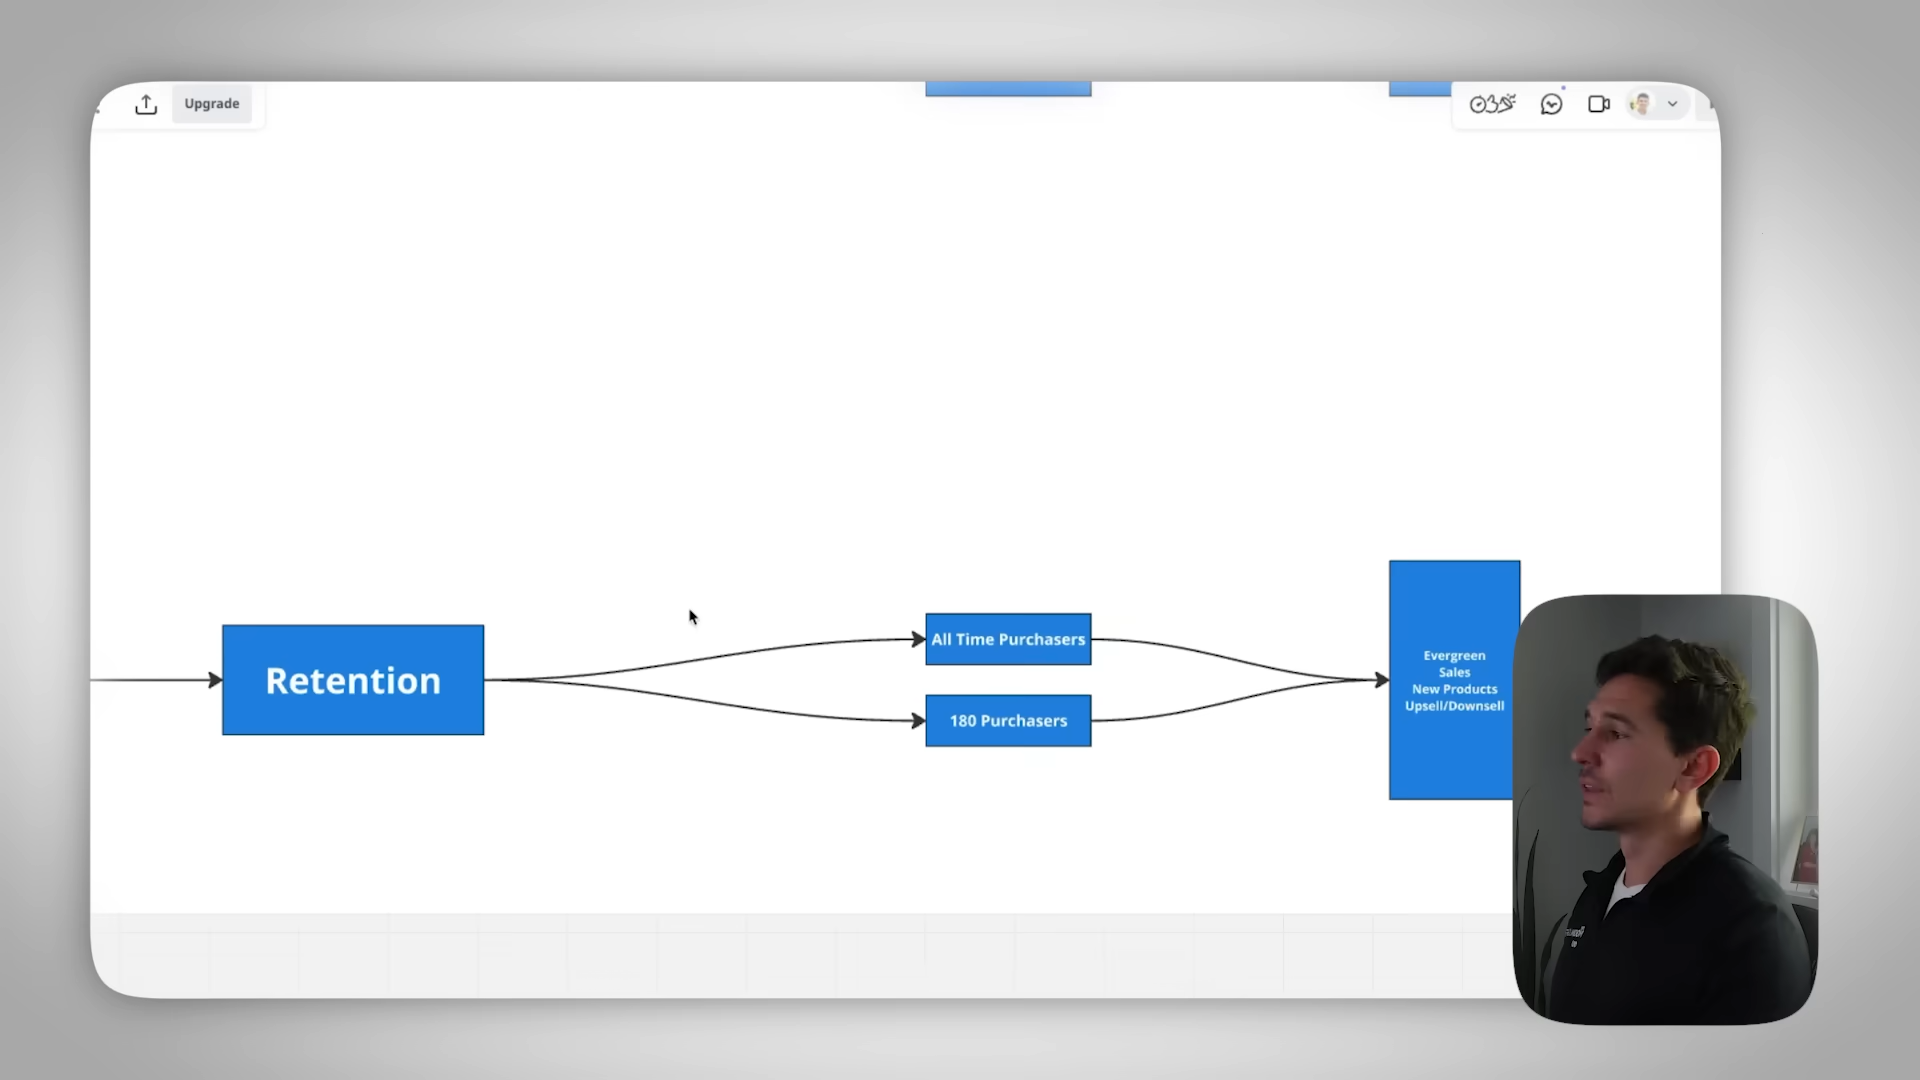 Upgrade
Retention
All Time Purchasers
180 Purchasers
Evergreen
Sales
New Products
Upsell/Downsell